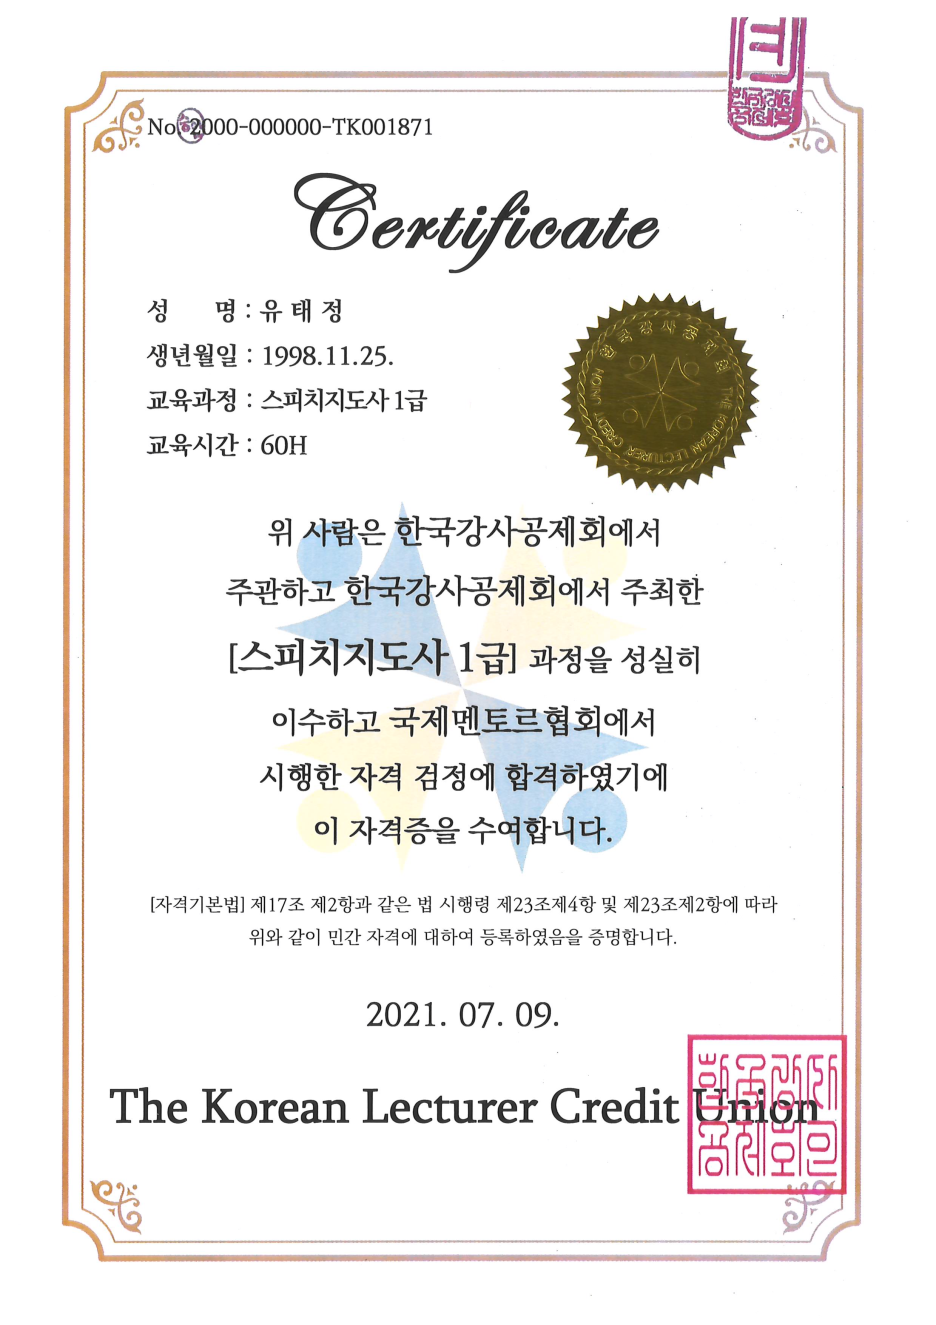 No. 2000-000000-TK001871
Certificate
성 명 : 유 태 정
생년월일 : 1998.11.25.
교육과정 : 스피치지도사 1급
교육시간 : 60H
한국강사공제회
THE KOREAN LECTURER CREDIT UNION
위 사람은 한국강사공제회에서
주관하고 한국강사공제회에서 주최한
[스피치지도사 1급] 과정을 성실히
이수하고 국제멘토르협회에서
시행한 자격 검정에 합격하였기에
이 자격증을 수여합니다.
[자격기본법] 제17조 제2항과 같은 법 시행령 제23조제4항 및 제23조제2항에 따라
위와 같이 민간 자격에 대하여 등록하였음을 증명합니다.
2021. 07. 09.
The Korean Lecturer Credit Union